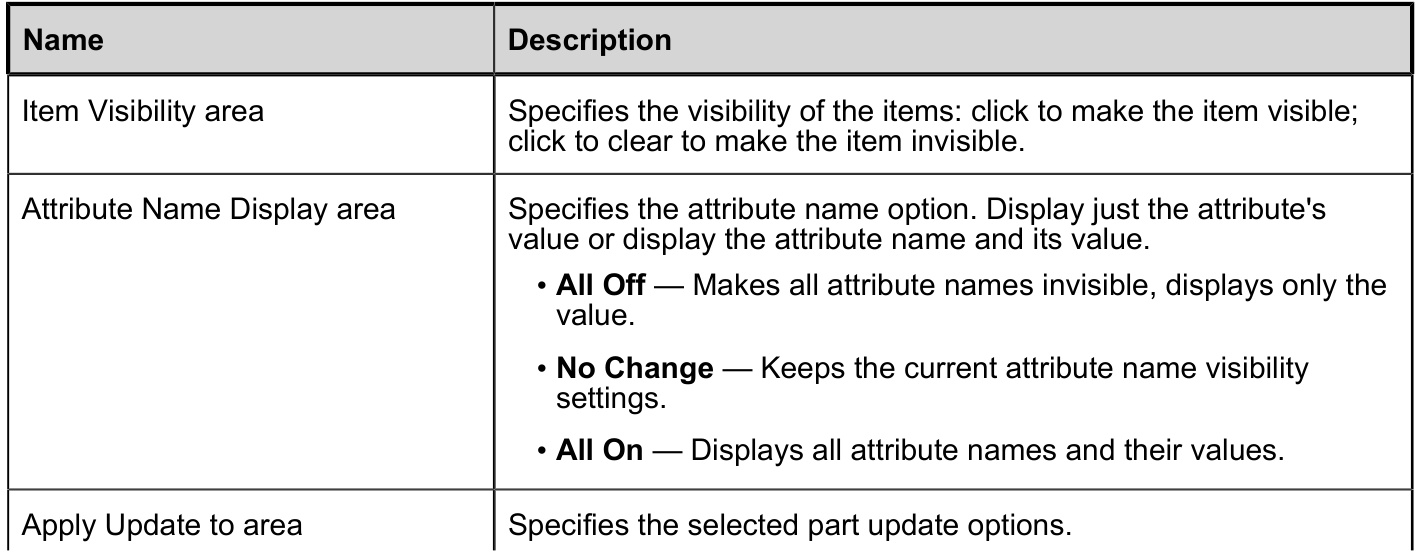 Name
Description
Item Visibility area
Specifies the visibility of the items: click to make the item visible;
click to clear to make the item invisible.
Attribute Name Display area
Specifies the attribute name option. Display just the attribute's
value or display the attribute name and its value.
• All Off — Makes all attribute names invisible, displays only the
value.
• No Change — Keeps the current attribute name visibility
settings.
• All On — Displays all attribute names and their values.
Apply Update to area
Specifies the selected part update options.